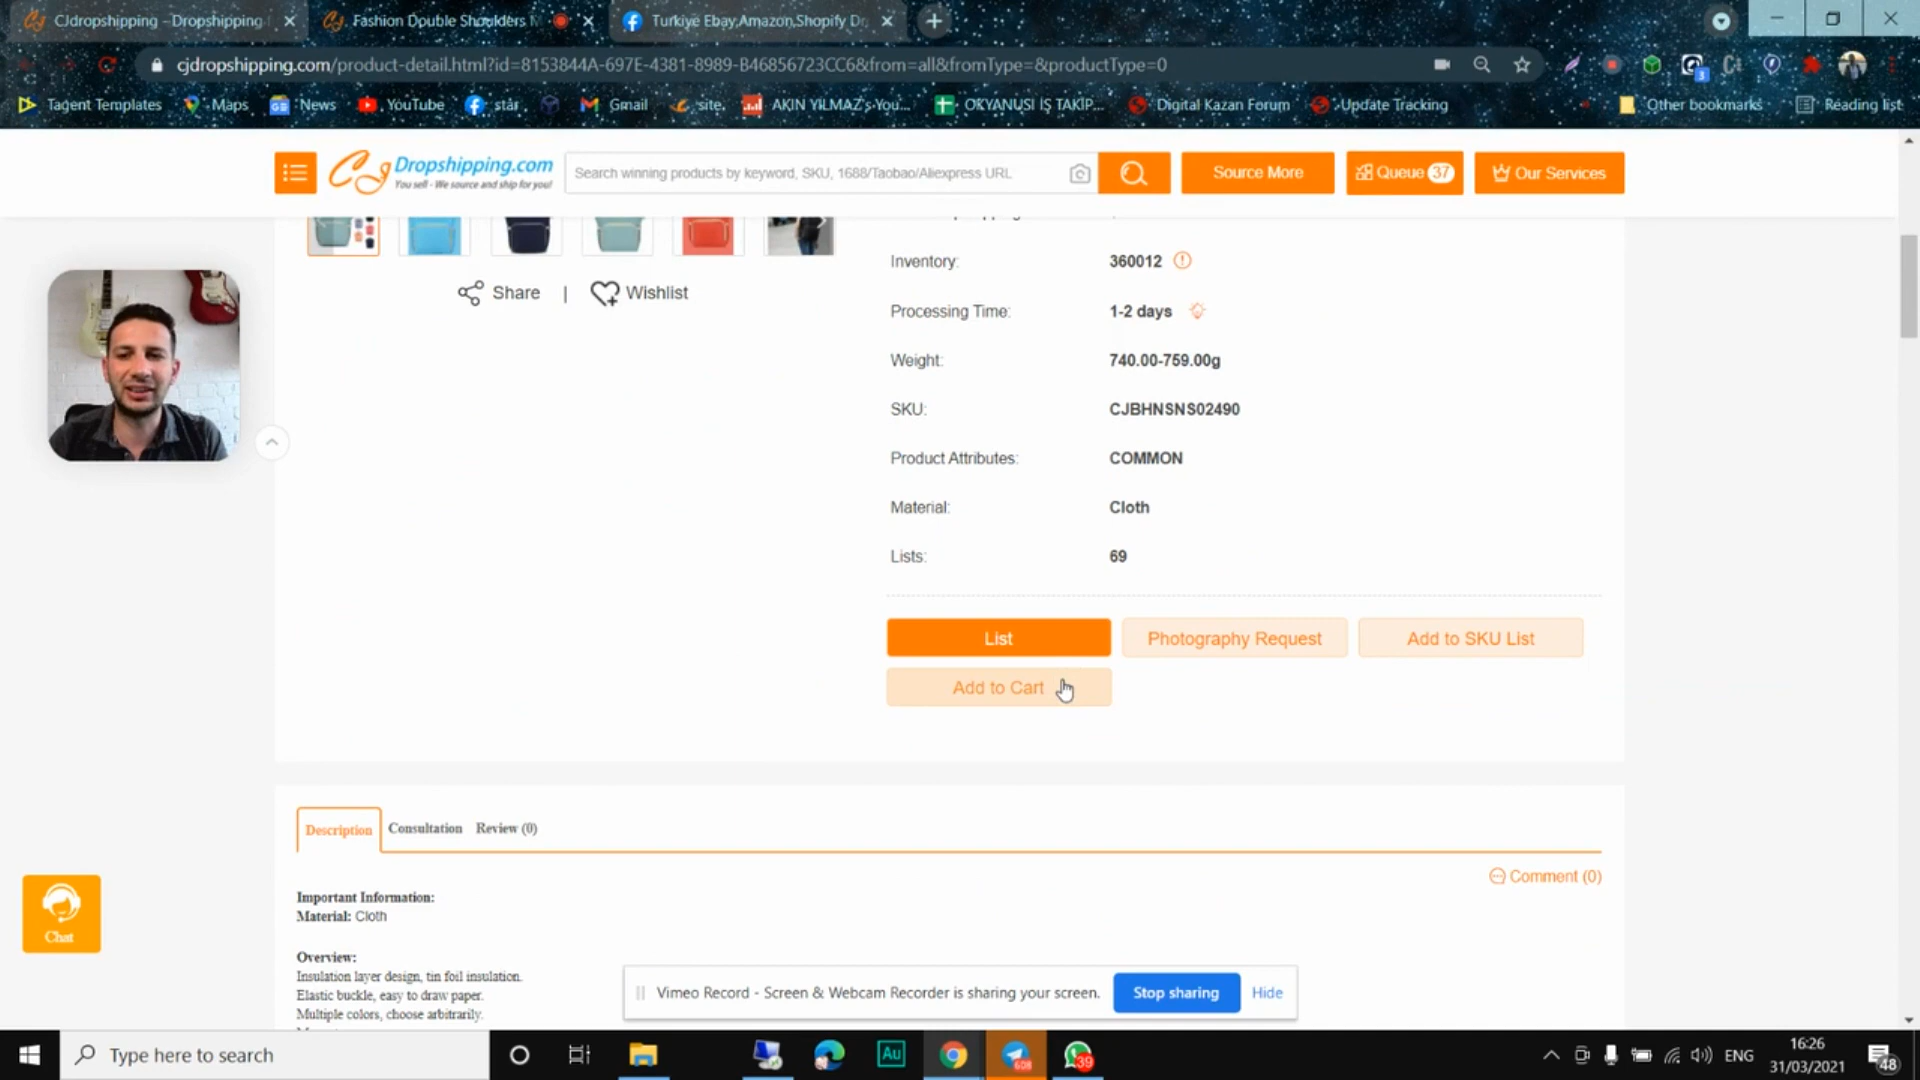 CJdropshipping - Dropshipping
Fashion Double Shoulders M
Turkiye Ebay,Amazon,Shopify Dr
cjdropshipping.com/product-detail.html?id=8153844A-697E-4381-8989-B46856723CC6&from=all&fromType=&productType=0
Tagent Templates
Maps
News
YouTube
stár
Gmail
site.
AKIN YILMAZ's You...
OKYANUSI İŞ TAKİP...
Digital Kazan Forum
Update Tracking
Other bookmarks
Reading list
CJ Dropshipping.com
You sell - We source and ship for you!
Search winning products by keyword, SKU, 1688/Taobao/Aliexpress URL
Source More
Queue 37
Our Services
Share | Wishlist
Inventory: 360012
Processing Time: 1-2 days
Weight: 740.00-759.00g
SKU: CJBHNSNS02490
Product Attributes: COMMON
Material: Cloth
Lists: 69
List
Photography Request
Add to SKU List
Add to Cart
Description
Consultation
Review (0)
Comment (0)
Important Information:
Material: Cloth
Overview:
Insulation layer design, tin foil insulation.
Elastic buckle, easy to draw paper.
Multiple colors, choose arbitrarily.
Chat
Vimeo Record - Screen & Webcam Recorder is sharing your screen.
Stop sharing
Hide
Type here to search
Au
39
ENG
16:26
31/03/2021
48